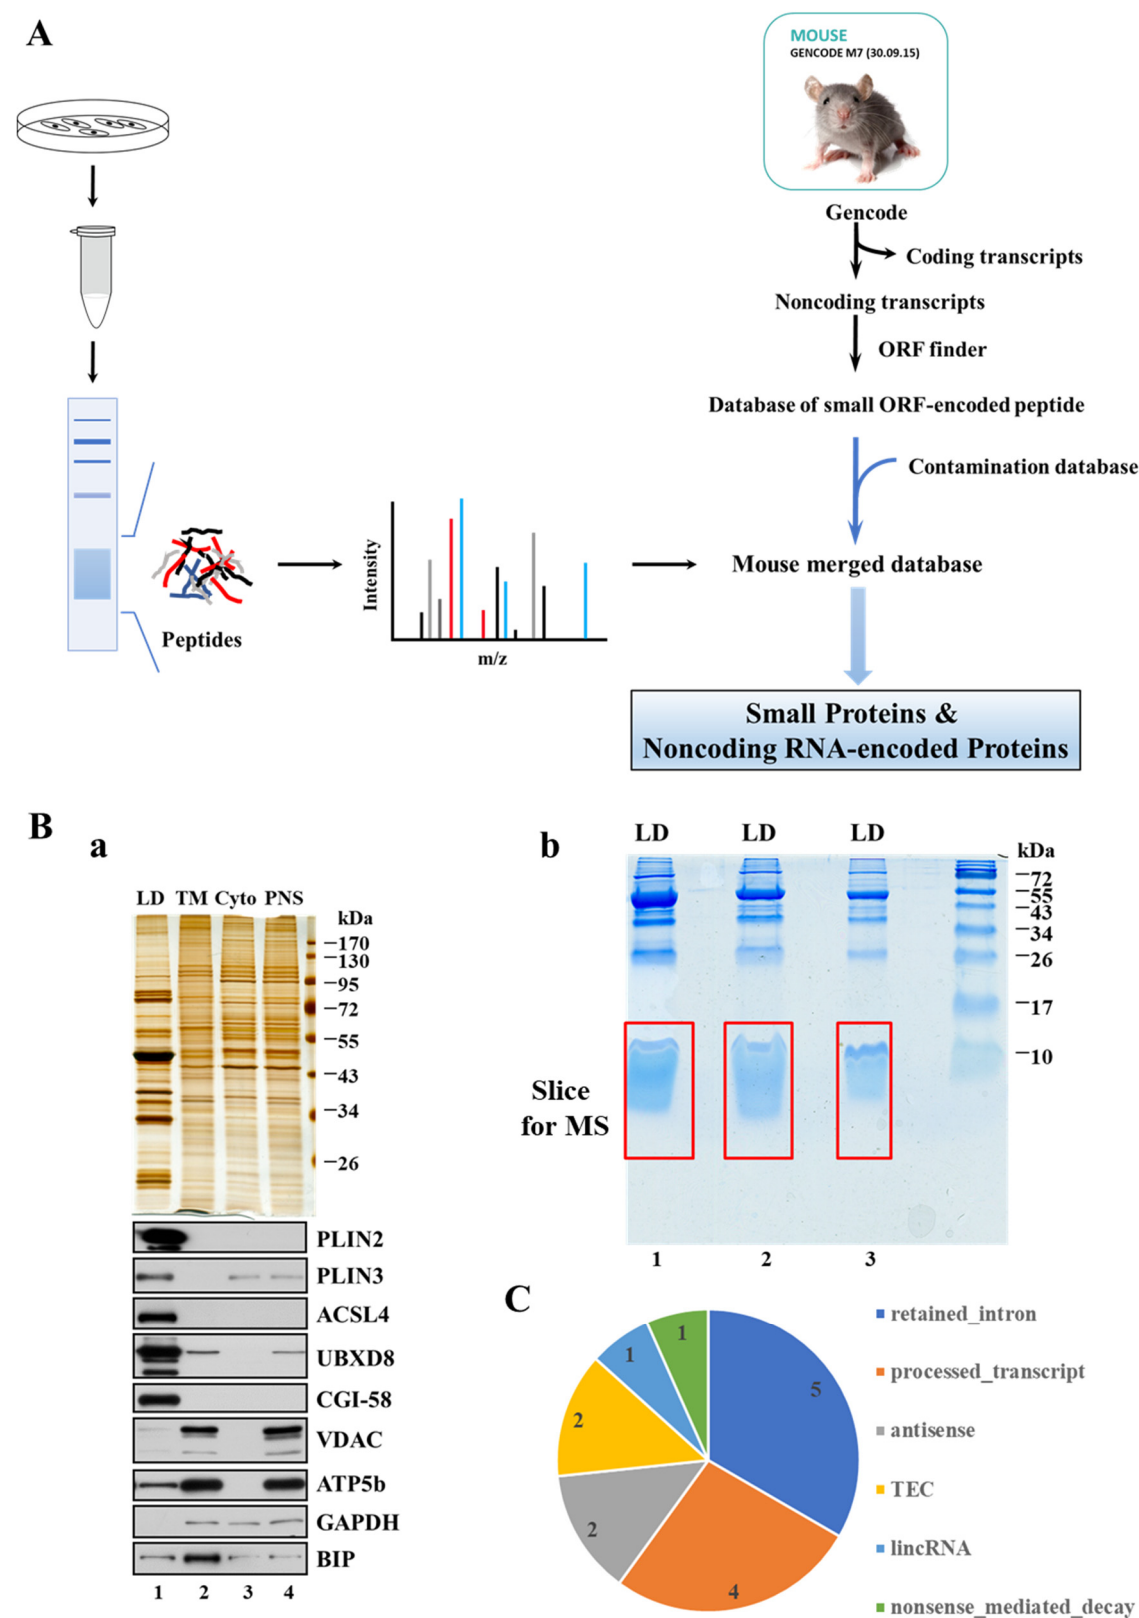 A
MOUSE
GENCODE M7 (30.09.15)
Gencode
Coding transcripts
Noncoding transcripts
ORF finder
Database of small ORF-encoded peptide
Contamination database
Mouse merged database
Peptides
Intensity
m/z
Small Proteins &
Noncoding RNA-encoded Proteins
B
a
LD TM Cyto PNS
kDa
170
130
95
72
55
43
34
26
PLIN2
PLIN3
ACSL4
UBXD8
CGI-58
VDAC
ATP5b
GAPDH
BIP
1 2 3 4
b
LD LD LD
kDa
72
55
43
34
26
17
10
Slice
for MS
1 2 3
C
5
4
2
2
1
1
retained_intron
processed_transcript
antisense
TEC
lincRNA
nonsense_mediated_decay